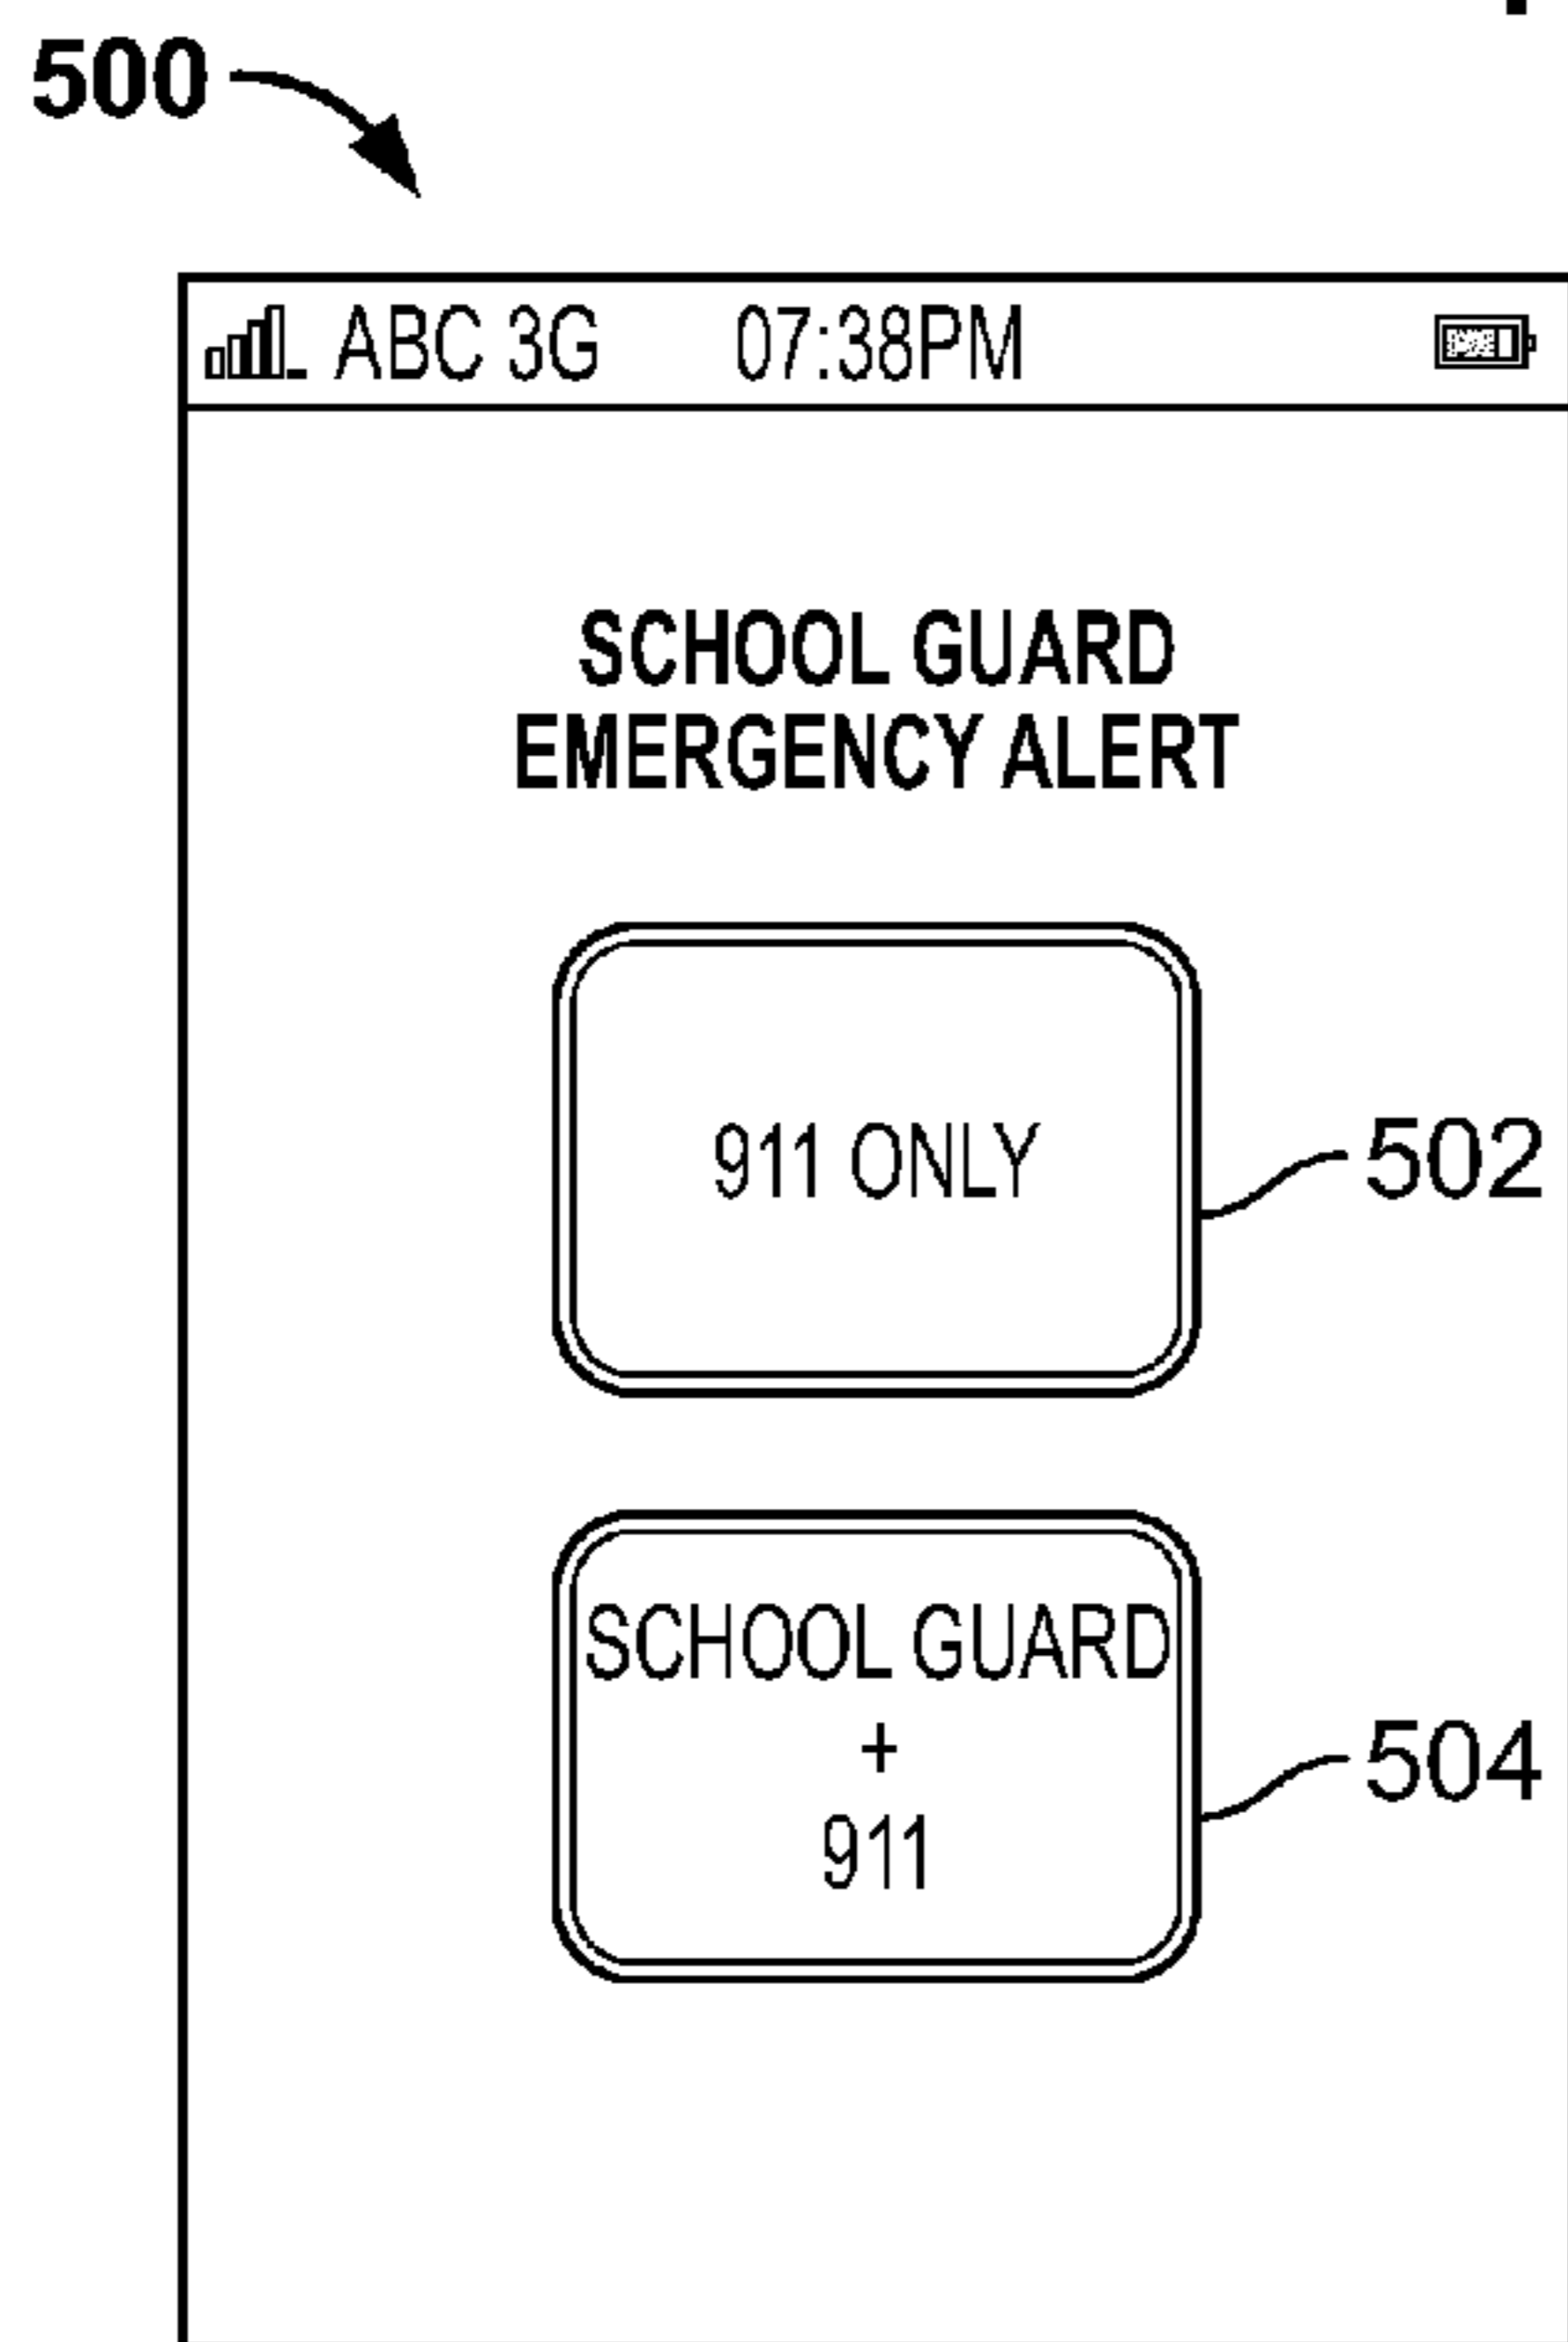 500
ABC 3G 07:38PM
SCHOOL GUARD
EMERGENCY ALERT
911 ONLY
502
SCHOOL GUARD
+
911
504